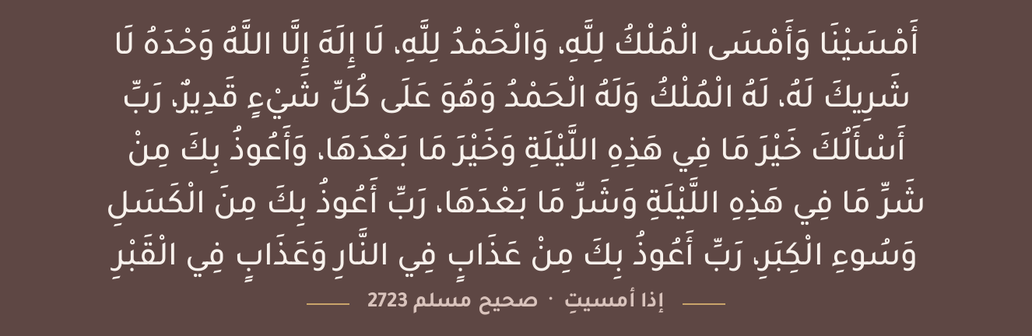 أَمْسَيْنَا وَأَمْسَى الْمُلْكُ لِلَّهِ، وَالْحَمْدُ لِلَّهِ، لَا إِلَهَ إِلَّا اللَّهُ وَحْدَهُ لَا
شَرِيكَ لَهُ، لَهُ الْمُلْكُ وَلَهُ الْحَمْدُ وَهُوَ عَلَى كُلِّ شَيْءٍ قَدِيرٌ، رَبِّ
أَسْأَلُكَ خَيْرَ مَا فِي هَذِهِ اللَّيْلَةِ وَخَيْرَ مَا بَعْدَهَا، وَأَعُوذُ بِكَ مِنْ
شَرِّ مَا فِي هَذِهِ اللَّيْلَةِ وَشَرِّ مَا بَعْدَهَا، رَبِّ أَعُوذُ بِكَ مِنَ الْكَسَلِ
وَسُوءِ الْكِبَرِ، رَبِّ أَعُوذُ بِكَ مِنْ عَذَابٍ فِي النَّارِ وَعَذَابٍ فِي الْقَبْرِ
إذا أمسيتِ · صحيح مسلم 2723